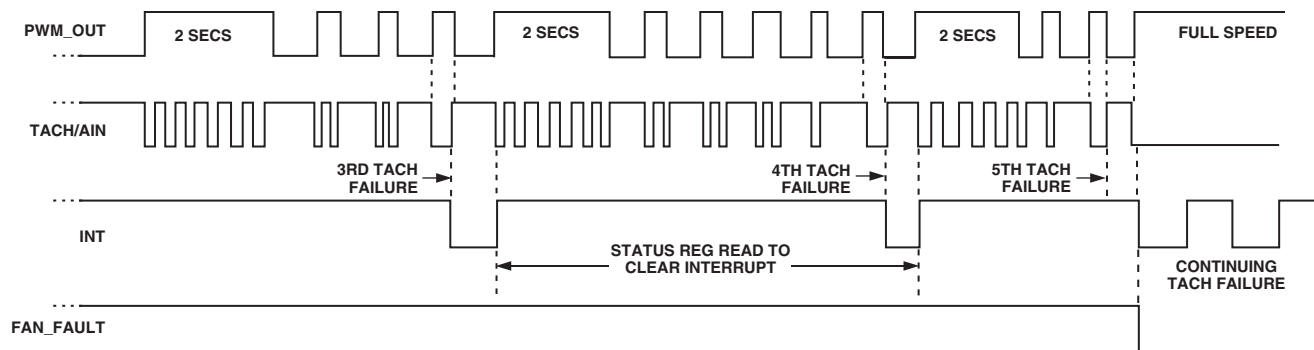 PWM_OUT
2 SECS
2 SECS
2 SECS
FULL SPEED
TACH/AIN
3RD TACH
FAILURE
4TH TACH
FAILURE
5TH TACH
FAILURE
INT
STATUS REG READ TO
CLEAR INTERRUPT
CONTINUING
TACH FAILURE
FAN_FAULT